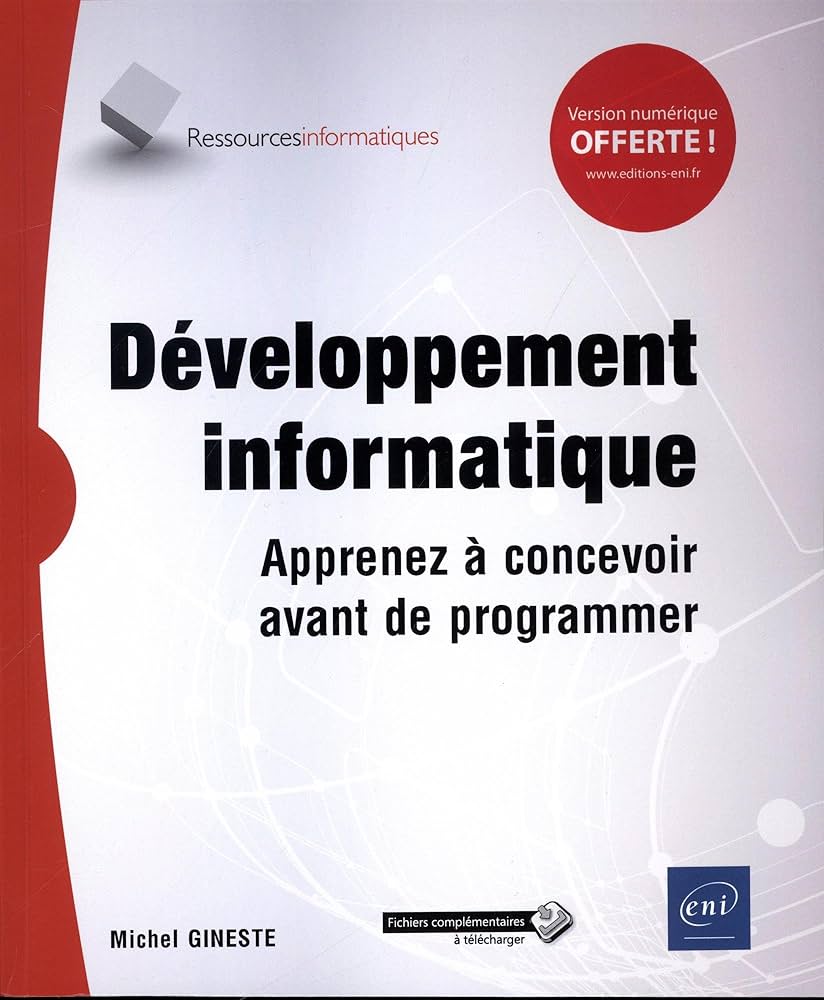 Ressourcesinformatiques
Version numérique
OFFERTE !
www.editions-eni.fr
Développement
informatique
Apprenez à concevoir
avant de programmer
Michel GINESTE
Fichiers complémentaires
à télécharger
eni